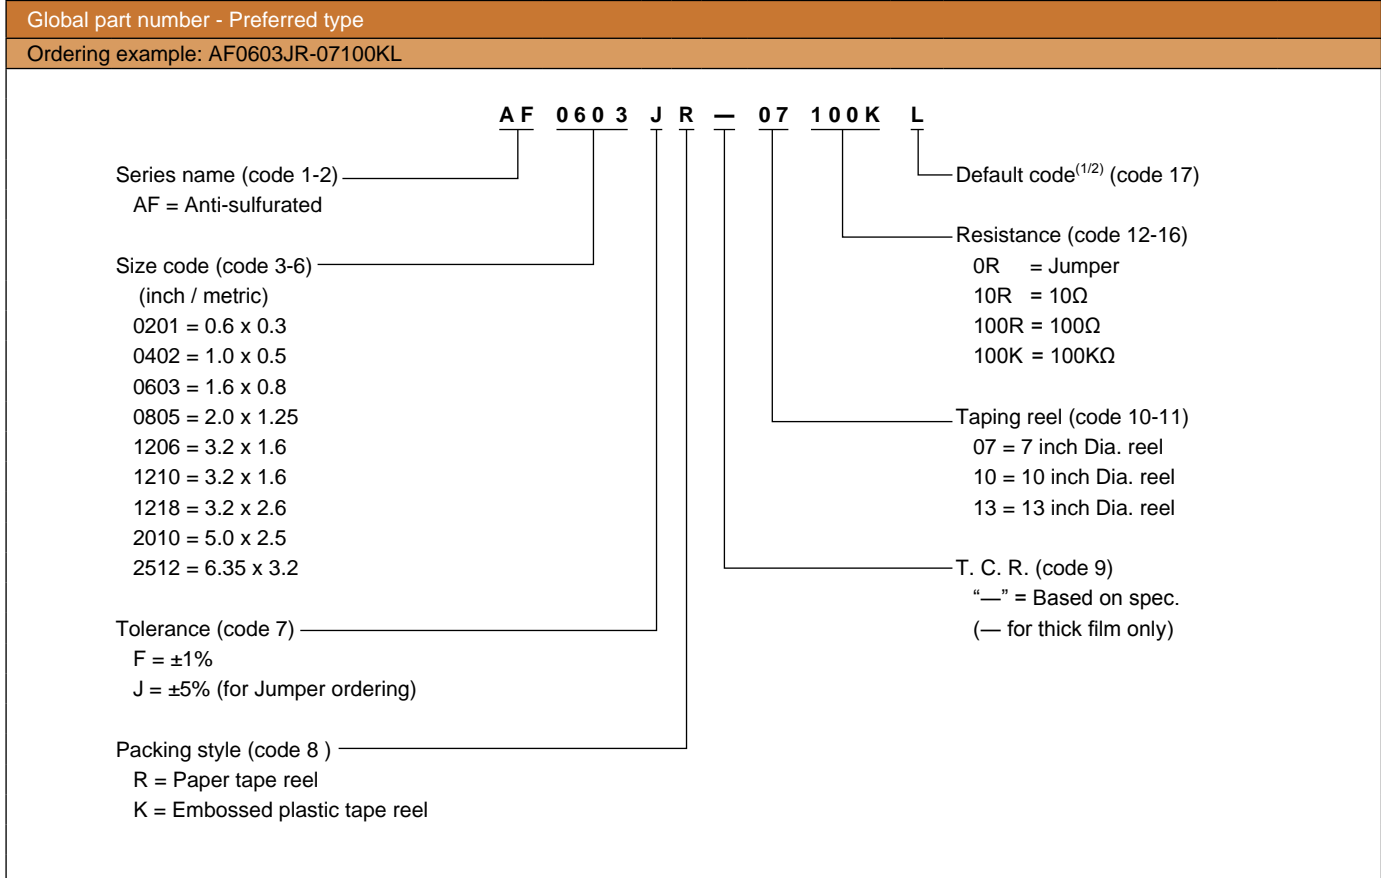 Global part number - Preferred type
Ordering example: AF0603JR-07100KL
AF 0603 J R — 07 100K L
Series name (code 1-2)
AF = Anti-sulfurated
Size code (code 3-6)
(inch / metric)
0201 = 0.6 x 0.3
0402 = 1.0 x 0.5
0603 = 1.6 x 0.8
0805 = 2.0 x 1.25
1206 = 3.2 x 1.6
1210 = 3.2 x 1.6
1218 = 3.2 x 2.6
2010 = 5.0 x 2.5
2512 = 6.35 x 3.2
Tolerance (code 7)
F = ±1%
J = ±5% (for Jumper ordering)
Packing style (code 8 )
R = Paper tape reel
K = Embossed plastic tape reel
Default code(1/2) (code 17)
Resistance (code 12-16)
0R = Jumper
10R = 10Ω
100R = 100Ω
100K = 100KΩ
Taping reel (code 10-11)
07 = 7 inch Dia. reel
10 = 10 inch Dia. reel
13 = 13 inch Dia. reel
T. C. R. (code 9)
“—” = Based on spec.
(— for thick film only)